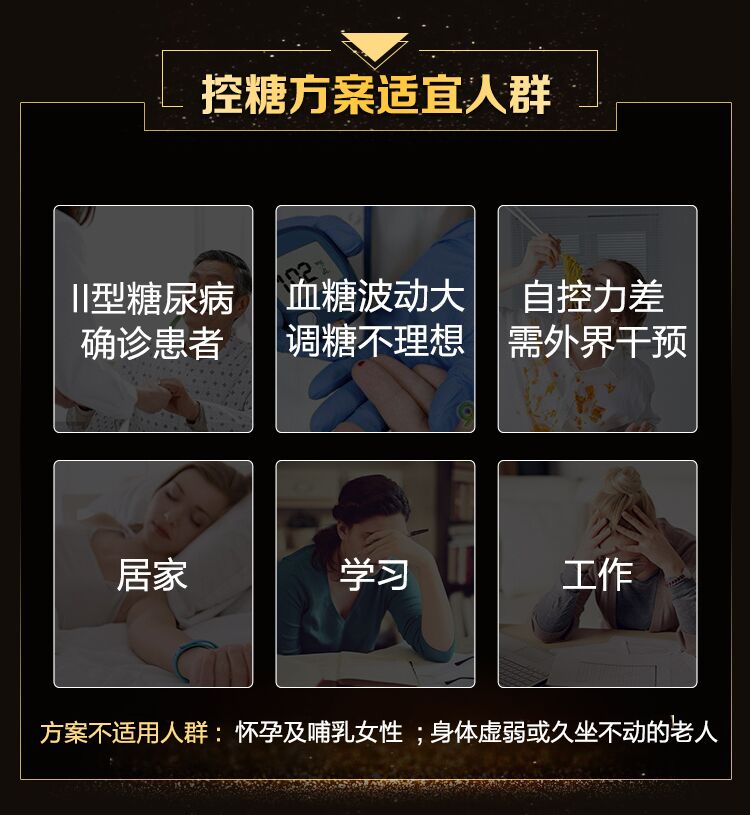 控糖方案适宜人群
II型糖尿病
确诊患者
血糖波动大
调糖不理想
自控力差
需外界干预
102
居家
学习
工作
方案不适用人群：怀孕及哺乳女性 ；身体虚弱或久坐不动的老人